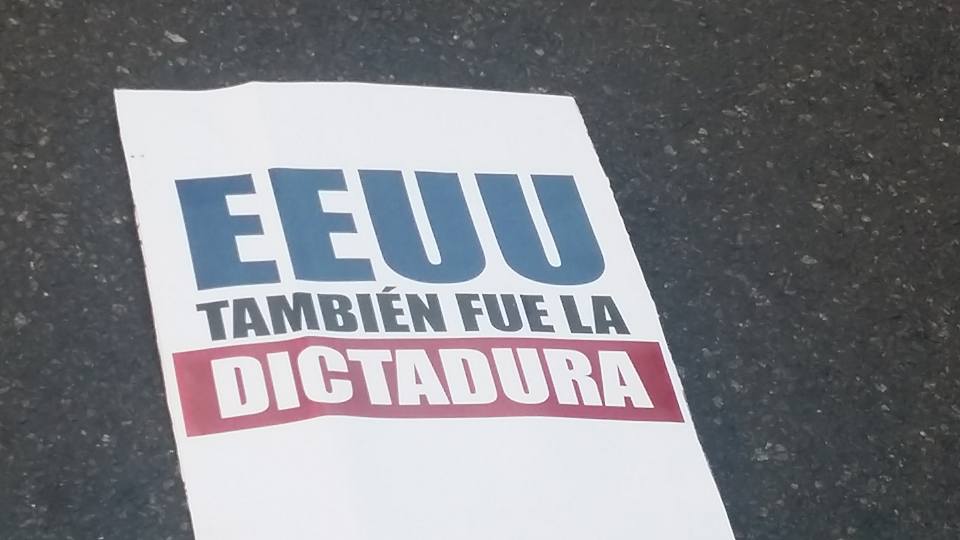 EEUU
TAMBIÉN FUE LA
DICTADURA